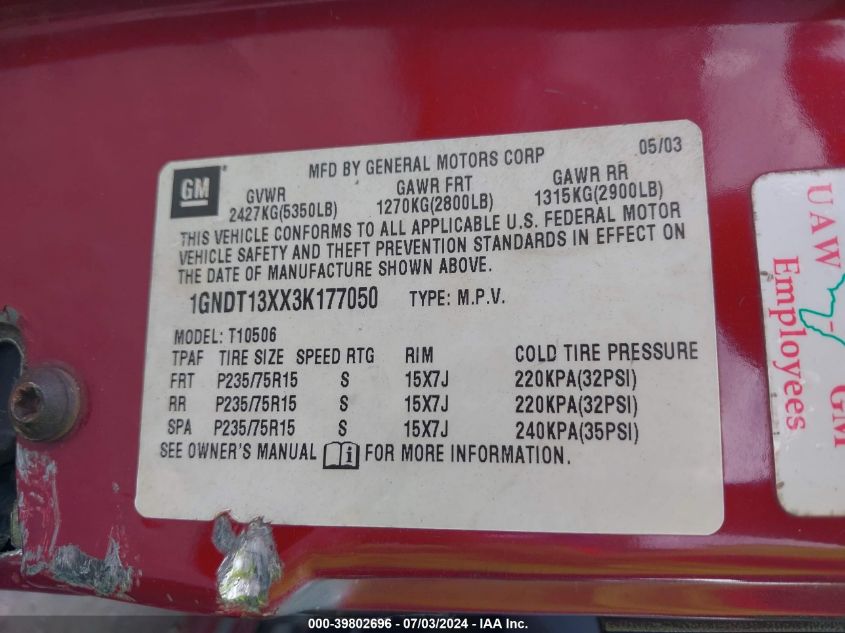 MFD BY GENERAL MOTORS CORP 05/03
GM
GVWR GAWR FRT GAWR RR
2427KG(5350LB) 1270KG(2800LB) 1315KG(2900LB)
THIS VEHICLE CONFORMS TO ALL APPLICABLE U.S. FEDERAL MOTOR
VEHICLE SAFETY AND THEFT PREVENTION STANDARDS IN EFFECT ON
THE DATE OF MANUFACTURE SHOWN ABOVE.
1GNDT13XX3K177050 TYPE: M.P.V.
MODEL: T10506
TPAF TIRE SIZE SPEED RTG RIM COLD TIRE PRESSURE
FRT P235/75R15 S 15X7J 220KPA(32PSI)
RR P235/75R15 S 15X7J 220KPA(32PSI)
SPA P235/75R15 S 15X7J 240KPA(35PSI)
SEE OWNER'S MANUAL FOR MORE INFORMATION.
UAW GM
Employees
000-39802696 - 07/03/2024 - IAA Inc.